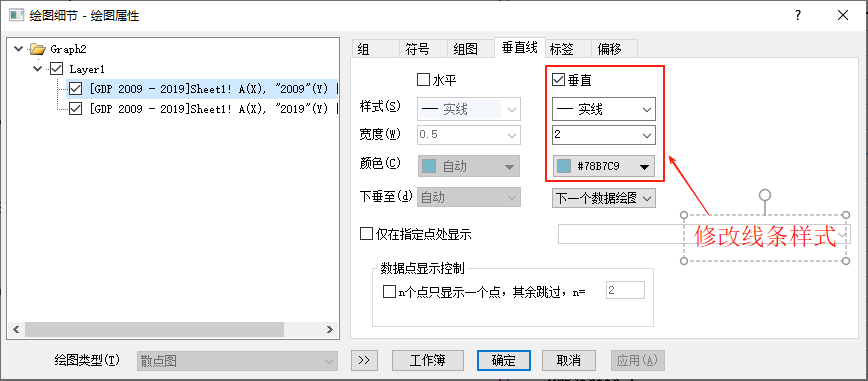 绘图细节 - 绘图属性
Graph2
Layer1
[GDP 2009 - 2019]Sheet1! A(X), "2009"(Y) |
[GDP 2009 - 2019]Sheet1! A(X), "2019"(Y) |
组 符号 组图 垂直线 标签 偏移
水平 垂直
样式(S) 实线 实线
宽度(W) 0.5 2
颜色(C) 自动 #78B7C9
下垂至(d) 自动 下一个数据绘图
仅在指定点处显示
修改线条样式
数据点显示控制
n个点只显示一个点，其余跳过，n= 2
绘图类型(T) 散点图 >> 工作簿 确定 取消 应用(A)